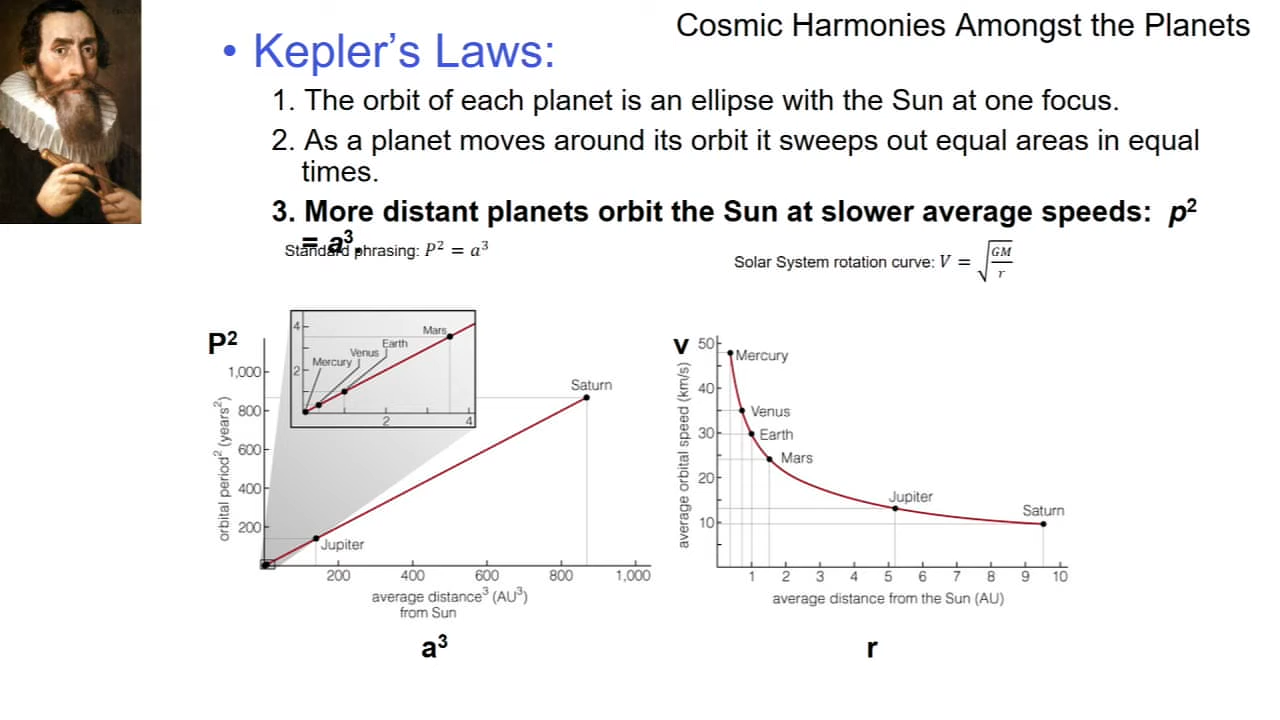 Cosmic Harmonies Amongst the Planets
• Kepler's Laws:
1. The orbit of each planet is an ellipse with the Sun at one focus.
2. As a planet moves around its orbit it sweeps out equal areas in equal
times.
3. More distant planets orbit the Sun at slower average speeds: p²
= a³.
Standard phrasing: P² = a³
Solar System rotation curve: V = √(GM/r)
P²
orbital period² (years²)
1,000
800
600
400
200
4
2
Mercury
Venus
Earth
Mars
2
4
Saturn
Jupiter
200 400 600 800 1,000
average distance³ (AU³)
from Sun
a³
v
average orbital speed (km/s)
50
40
30
20
10
Mercury
Venus
Earth
Mars
Jupiter
Saturn
1 2 3 4 5 6 7 8 9 10
average distance from the Sun (AU)
r